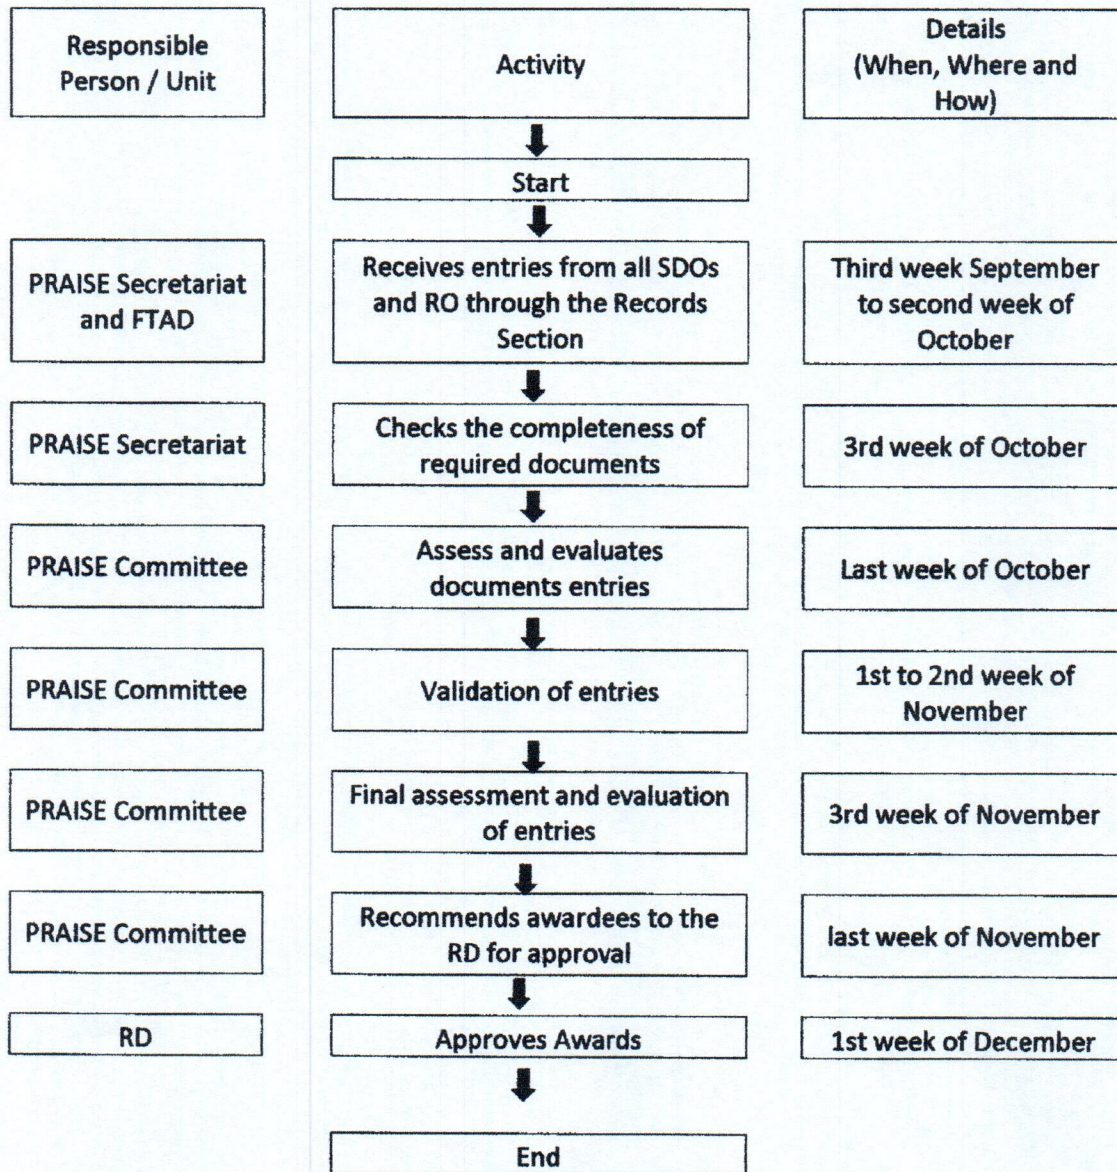 Responsible
Person / Unit
Activity
Details
(When, Where and
How)
Start
PRAISE Secretariat
and FTAD
Receives entries from all SDOs
and RO through the Records
Section
Third week September
to second week of
October
PRAISE Secretariat
Checks the completeness of
required documents
3rd week of October
PRAISE Committee
Assess and evaluates
documents entries
Last week of October
PRAISE Committee
Validation of entries
1st to 2nd week of
November
PRAISE Committee
Final assessment and evaluation
of entries
3rd week of November
PRAISE Committee
Recommends awardees to the
RD for approval
last week of November
RD
Approves Awards
1st week of December
End